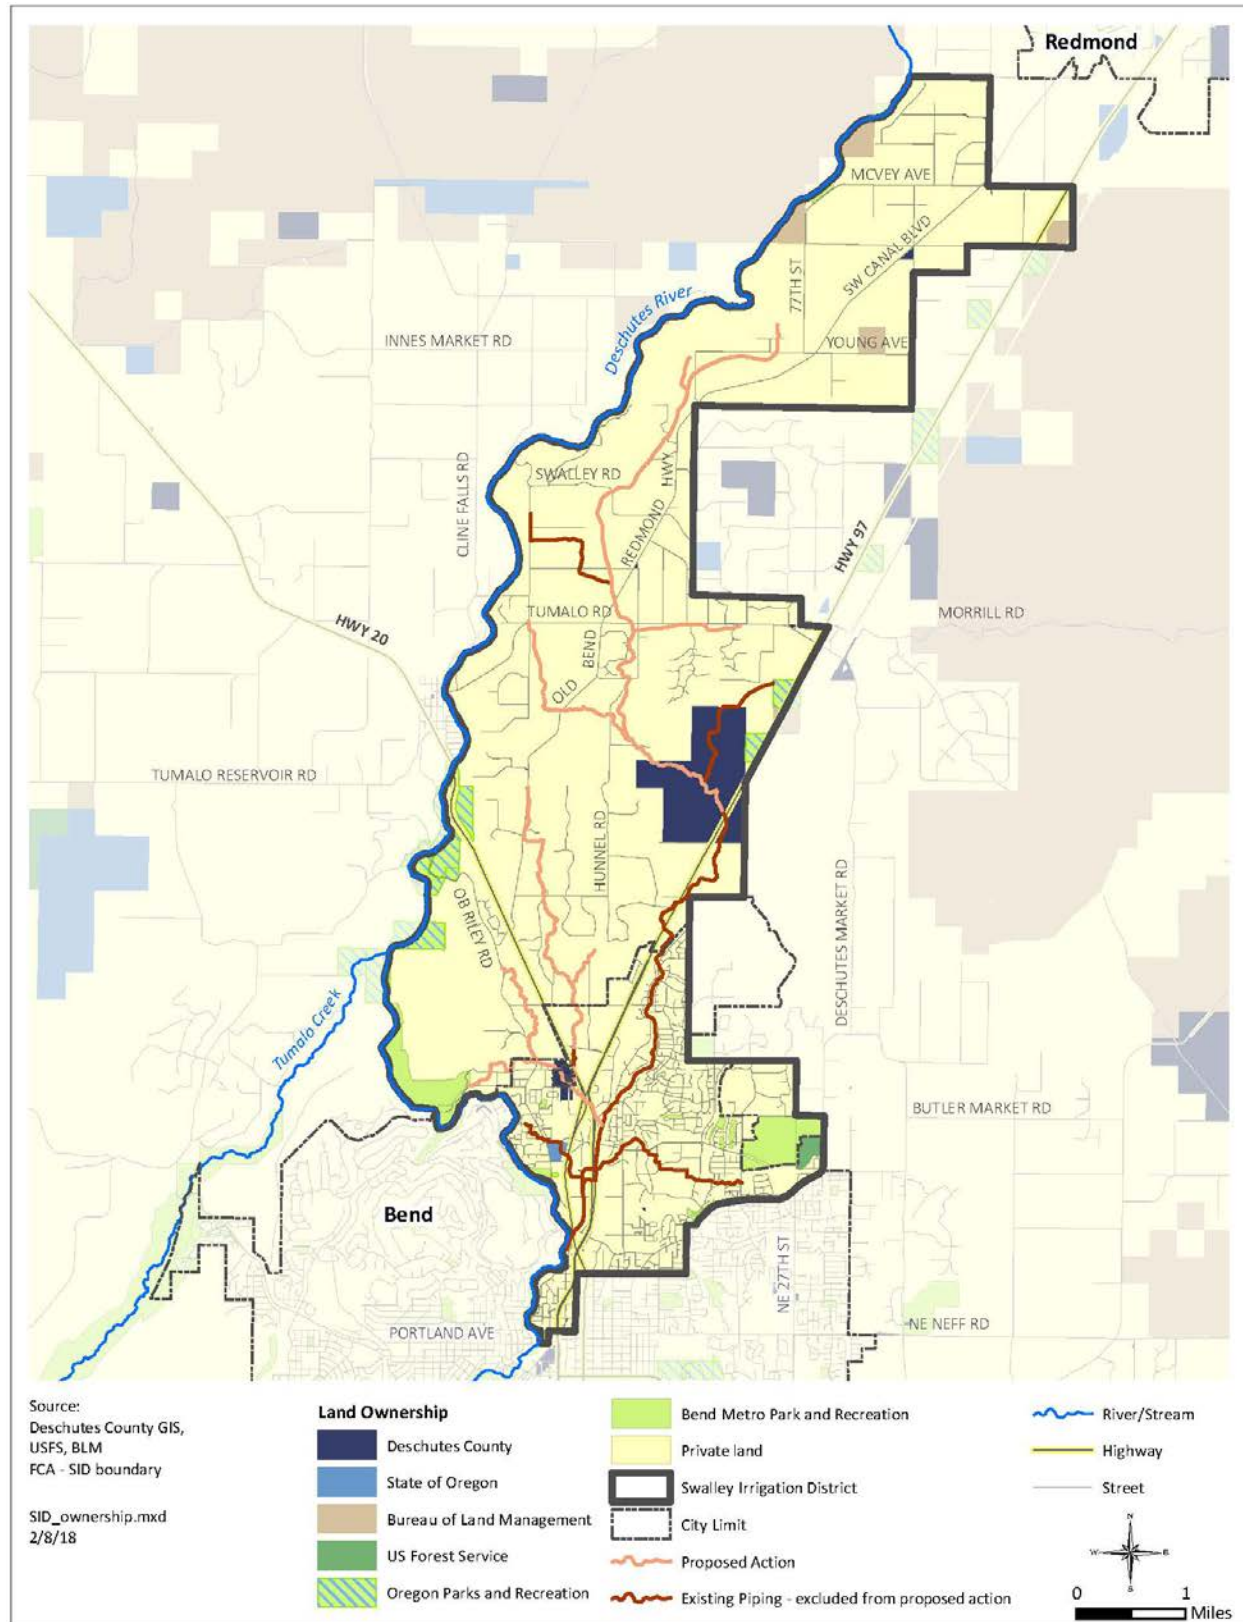 Redmond
MCVEY AVE
SW CANAL BLVD
77TH ST
Deschutes River
INNES MARKET RD
YOUNG AVE
SWALLEY RD
CLINE FALLS RD
HWY
REDMOND
HWY 97
TUMALO RD
MORRILL RD
HWY 20
BEND
OLD
TUMALO RESERVOIR RD
HUNNEL RD
DESCHUTES MARKET RD
OB RILEY RD
Tumalo Creek
BUTLER MARKET RD
Bend
NE 27TH ST
PORTLAND AVE
NE NEFF RD
Source:
Deschutes County GIS,
USFS, BLM
FCA - SID boundary
SID_ownership.mxd
2/8/18
Land Ownership
Deschutes County
State of Oregon
Bureau of Land Management
US Forest Service
Oregon Parks and Recreation
Bend Metro Park and Recreation
Private land
Swalley Irrigation District
City Limit
Proposed Action
Existing Piping - excluded from proposed action
River/Stream
Highway
Street
N
W E
S
0 1
Miles